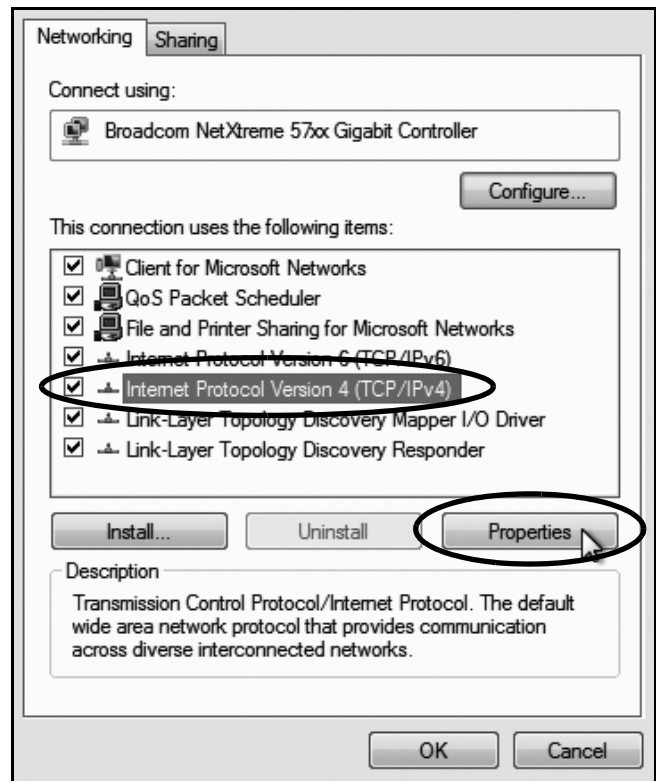 Networking Sharing
Connect using:
Broadcom NetXtreme 57xx Gigabit Controller
Configure...
This connection uses the following items:
Client for Microsoft Networks
QoS Packet Scheduler
File and Printer Sharing for Microsoft Networks
Internet Protocol Version 6 (TCP/IPv6)
Internet Protocol Version 4 (TCP/IPv4)
Link-Layer Topology Discovery Mapper I/O Driver
Link-Layer Topology Discovery Responder
Install... Uninstall Properties
Description
Transmission Control Protocol/Internet Protocol. The default
wide area network protocol that provides communication
across diverse interconnected networks.
OK Cancel